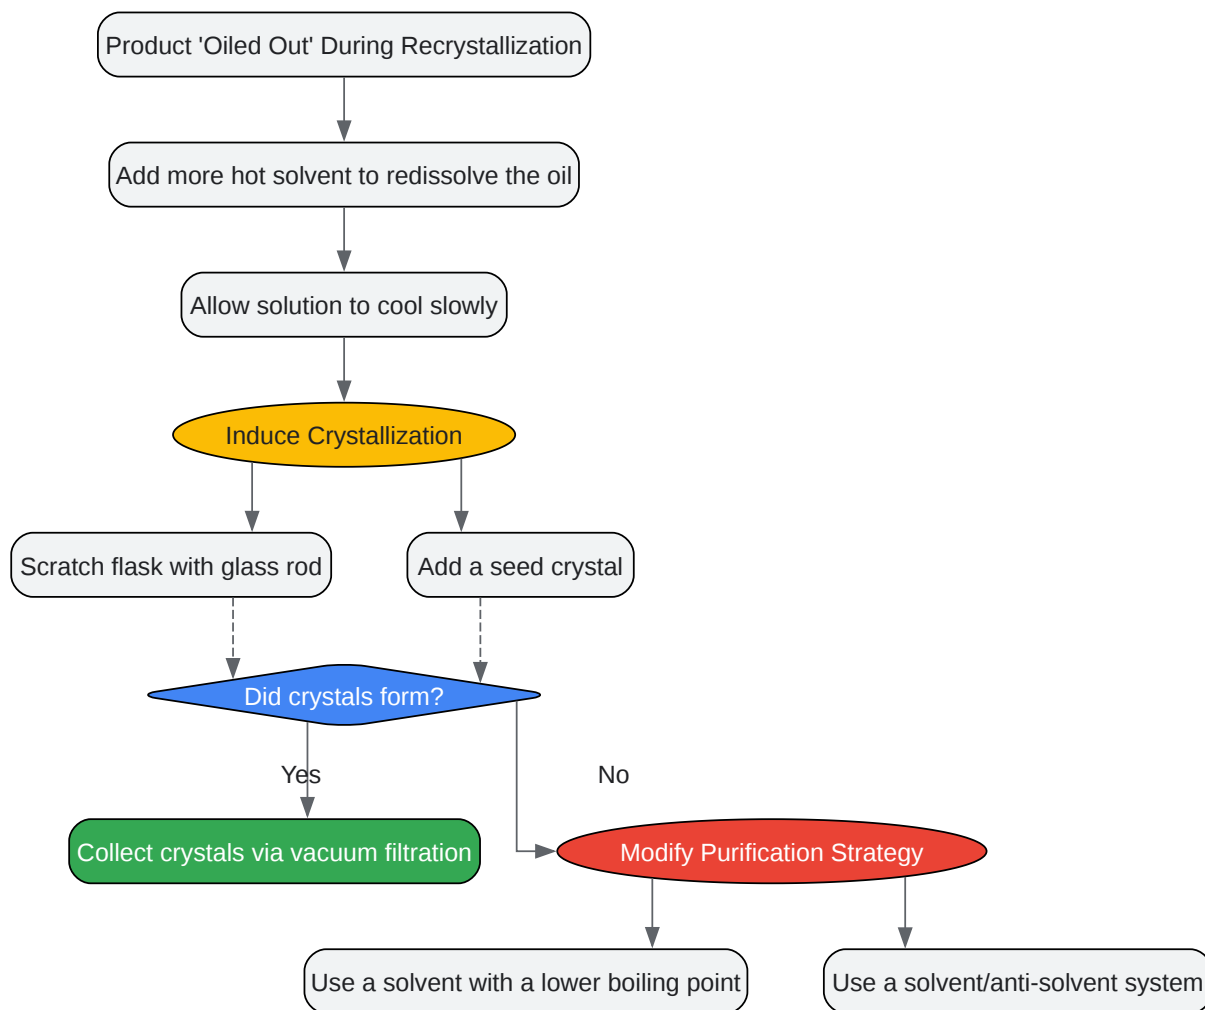 Product 'Oiled Out' During Recrystallization
Add more hot solvent to redissolve the oil
Allow solution to cool slowly
Induce Crystallization
Scratch flask with glass rod
Add a seed crystal
Did crystals form?
Yes
No
Collect crystals via vacuum filtration
Modify Purification Strategy
Use a solvent with a lower boiling point
Use a solvent/anti-solvent system